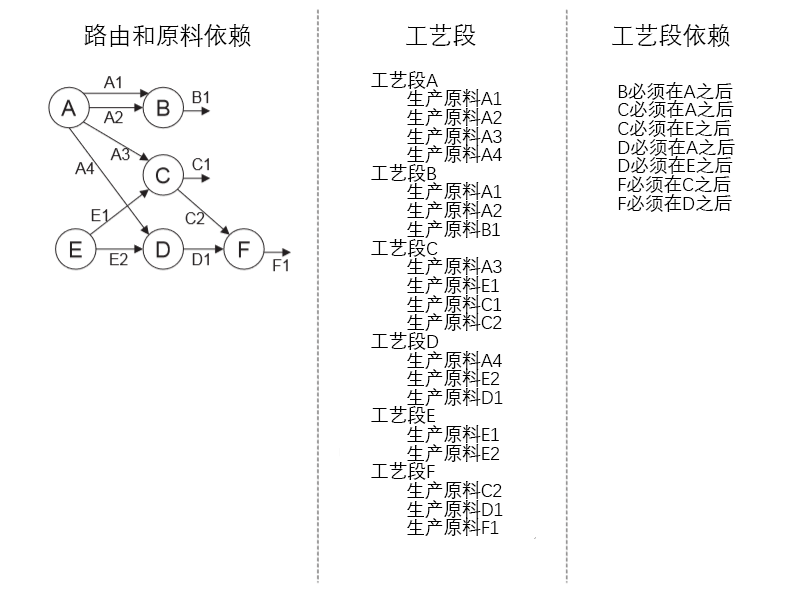 路由和原料依赖
A1
A
A2
B
B1
A3
A4
C
C1
E1
C2
E
E2
D
D1
F
F1
工艺段
工艺段A
生产原料A1
生产原料A2
生产原料A3
生产原料A4
工艺段B
生产原料A1
生产原料A2
生产原料B1
工艺段C
生产原料A3
生产原料E1
生产原料C1
生产原料C2
工艺段D
生产原料A4
生产原料E2
生产原料D1
工艺段E
生产原料E1
生产原料E2
工艺段F
生产原料C2
生产原料D1
生产原料F1
工艺段依赖
B必须在A之后
C必须在A之后
C必须在E之后
D必须在A之后
D必须在E之后
F必须在C之后
F必须在D之后